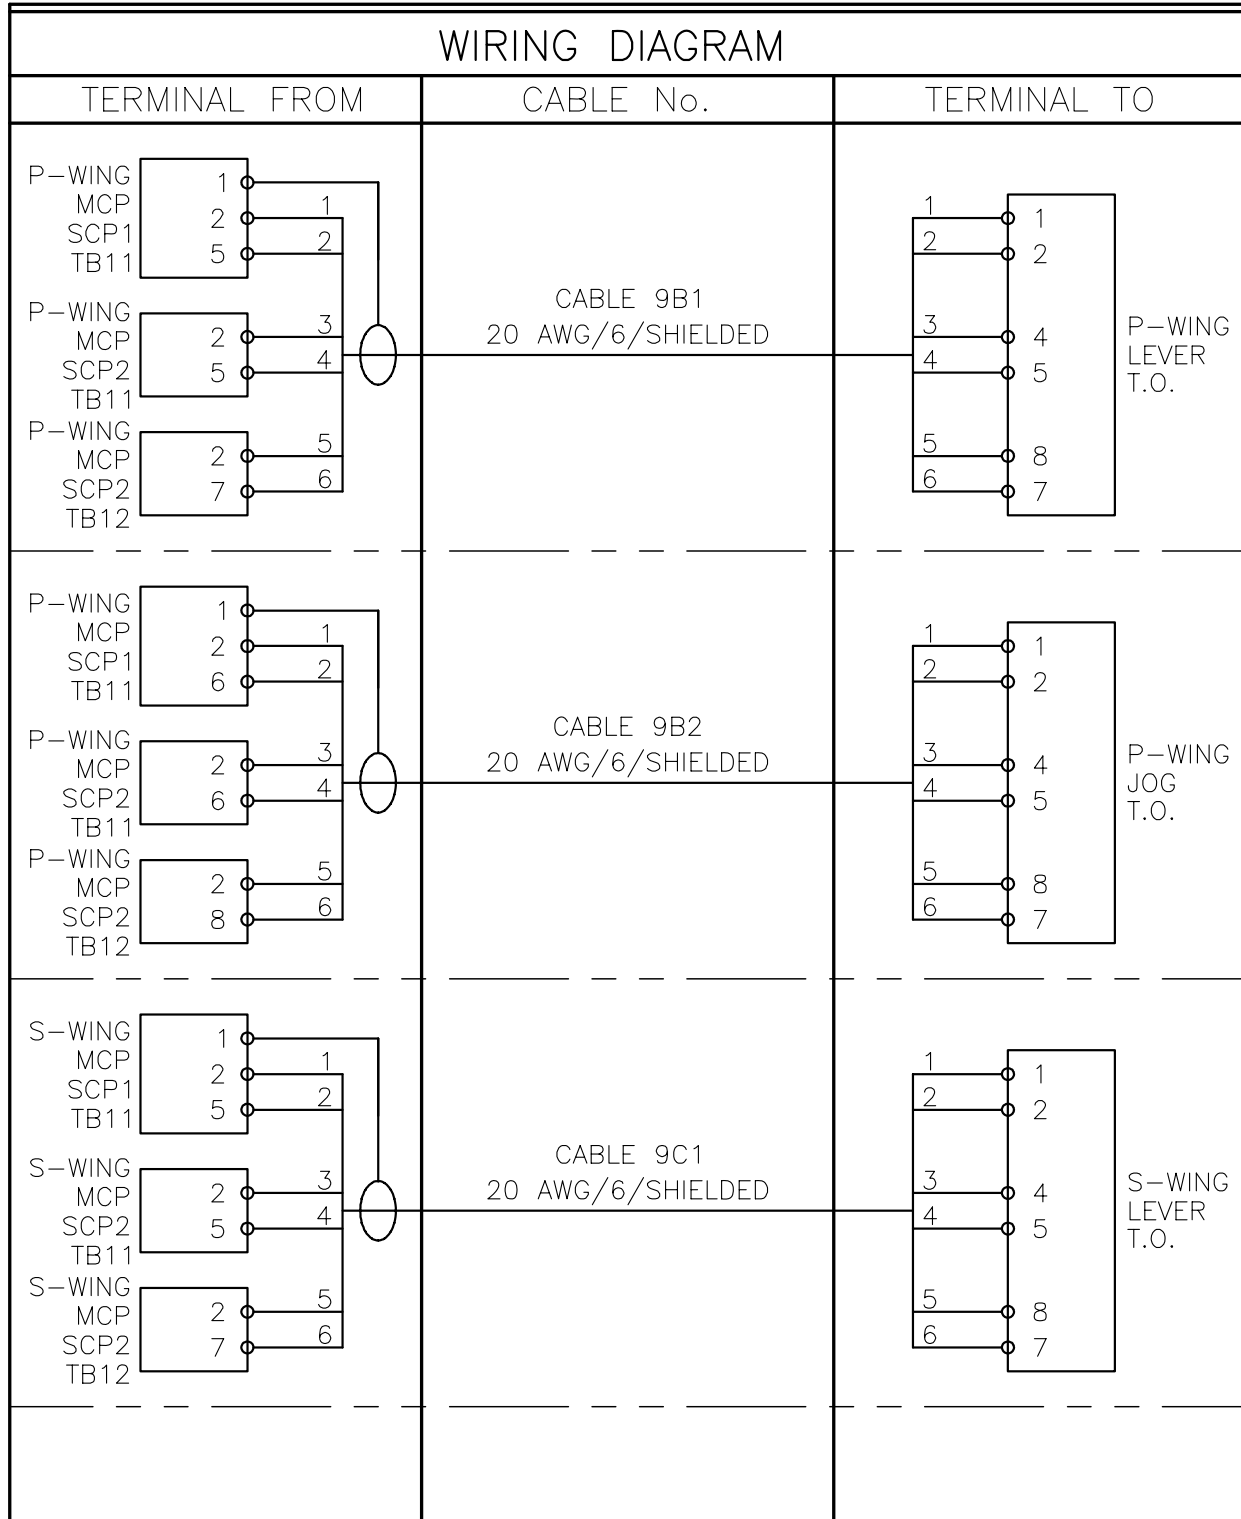 WIRING DIAGRAM
TERMINAL FROM
CABLE No.
TERMINAL TO
P-WING
MCP
SCP1
TB11
1
2
5
1
2
P-WING
MCP
SCP2
TB11
2
5
3
4
P-WING
MCP
SCP2
TB12
2
7
5
6
CABLE 9B1
20 AWG/6/SHIELDED
1
2
3
4
5
6
1
2
4
5
8
7
P-WING
LEVER
T.O.
P-WING
MCP
SCP1
TB11
1
2
6
1
2
P-WING
MCP
SCP2
TB11
2
6
3
4
P-WING
MCP
SCP2
TB12
2
8
5
6
CABLE 9B2
20 AWG/6/SHIELDED
1
2
3
4
5
6
1
2
4
5
8
7
P-WING
JOG
T.O.
S-WING
MCP
SCP1
TB11
1
2
5
1
2
S-WING
MCP
SCP2
TB11
2
5
3
4
S-WING
MCP
SCP2
TB12
2
7
5
6
CABLE 9C1
20 AWG/6/SHIELDED
1
2
3
4
5
6
1
2
4
5
8
7
S-WING
LEVER
T.O.